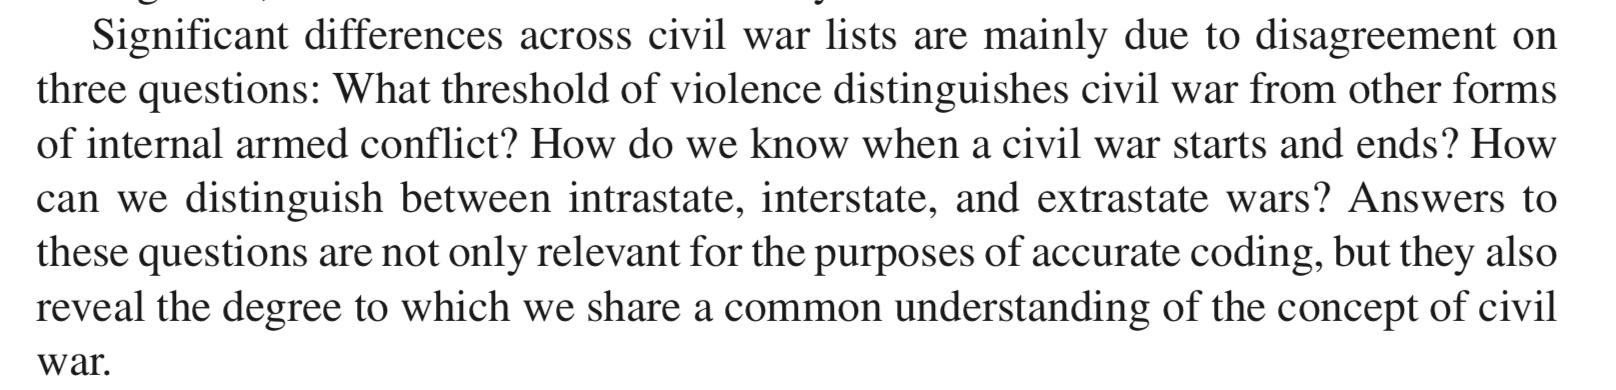 Significant differences across civil war lists are mainly due to disagreement on
three questions: What threshold of violence distinguishes civil war from other forms
of internal armed conflict? How do we know when a civil war starts and ends? How
can we distinguish between intrastate, interstate, and extrastate wars? Answers to
these questions are not only relevant for the purposes of accurate coding, but they also
reveal the degree to which we share a common understanding of the concept of civil
war.